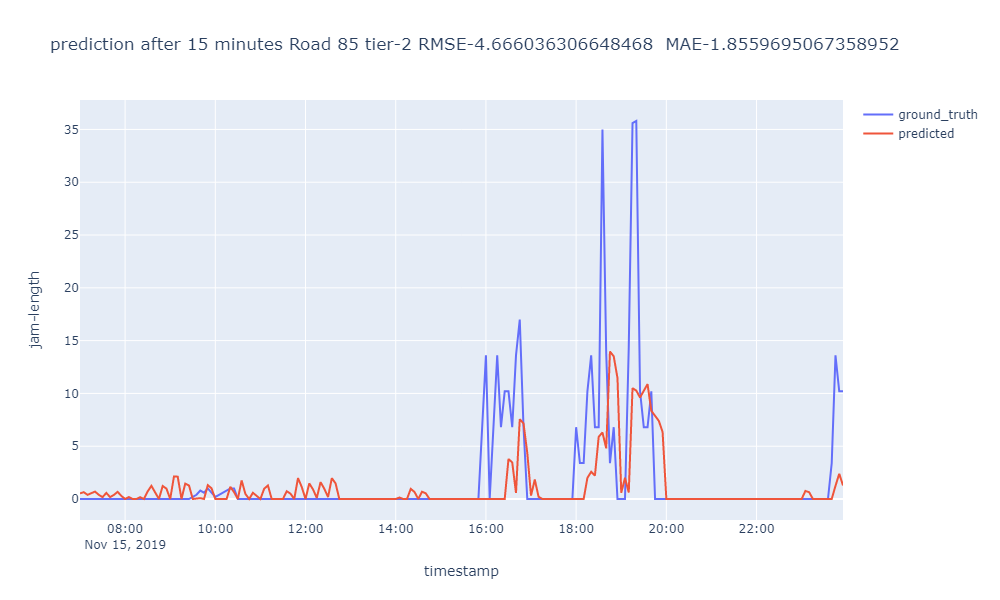 prediction after 15 minutes Road 85 tier-2 RMSE-4.666036306648468  MAE-1.8559695067358952
ground_truth
predicted
35
30
25
20
15
10
5
0
jam-length
08:00 10:00 12:00 14:00 16:00 18:00 20:00 22:00
Nov 15, 2019
timestamp